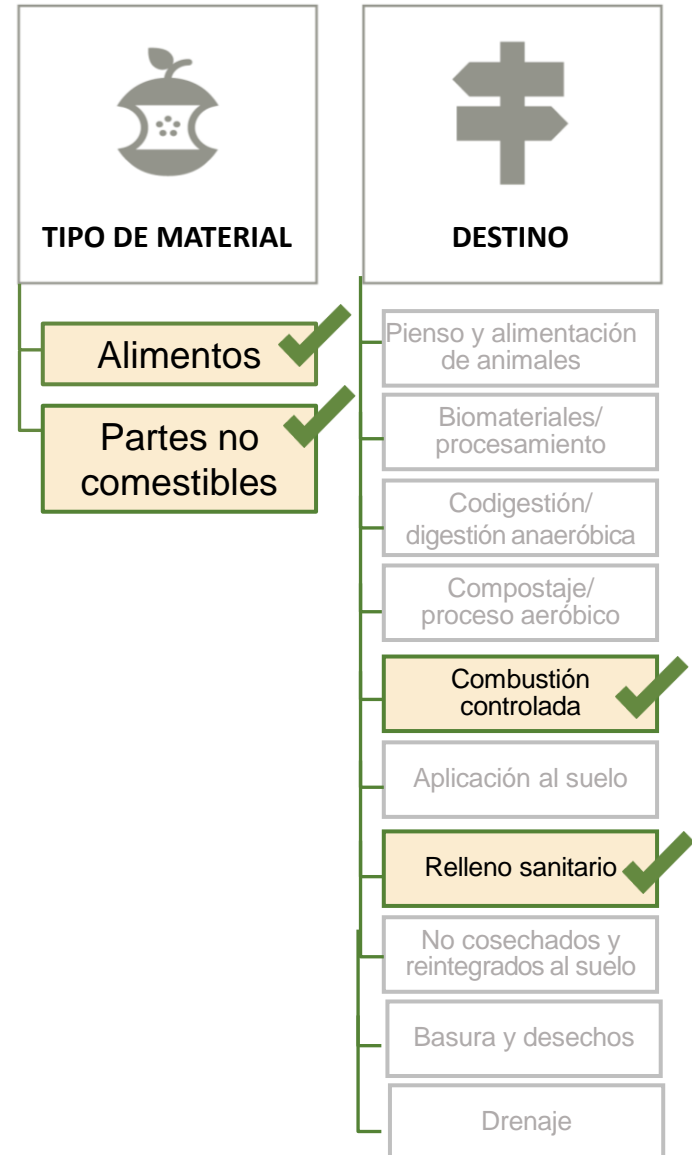 TIPO DE MATERIAL
Alimentos
Partes no
comestibles
DESTINO
Pienso y alimentación
de animales
Biomateriales/
procesamiento
Codigestión/
digestión anaeróbica
Compostaje/
proceso aeróbico
Combustión
controlada
Aplicación al suelo
Relleno sanitario
No cosechados y
reintegrados al suelo
Basura y desechos
Drenaje